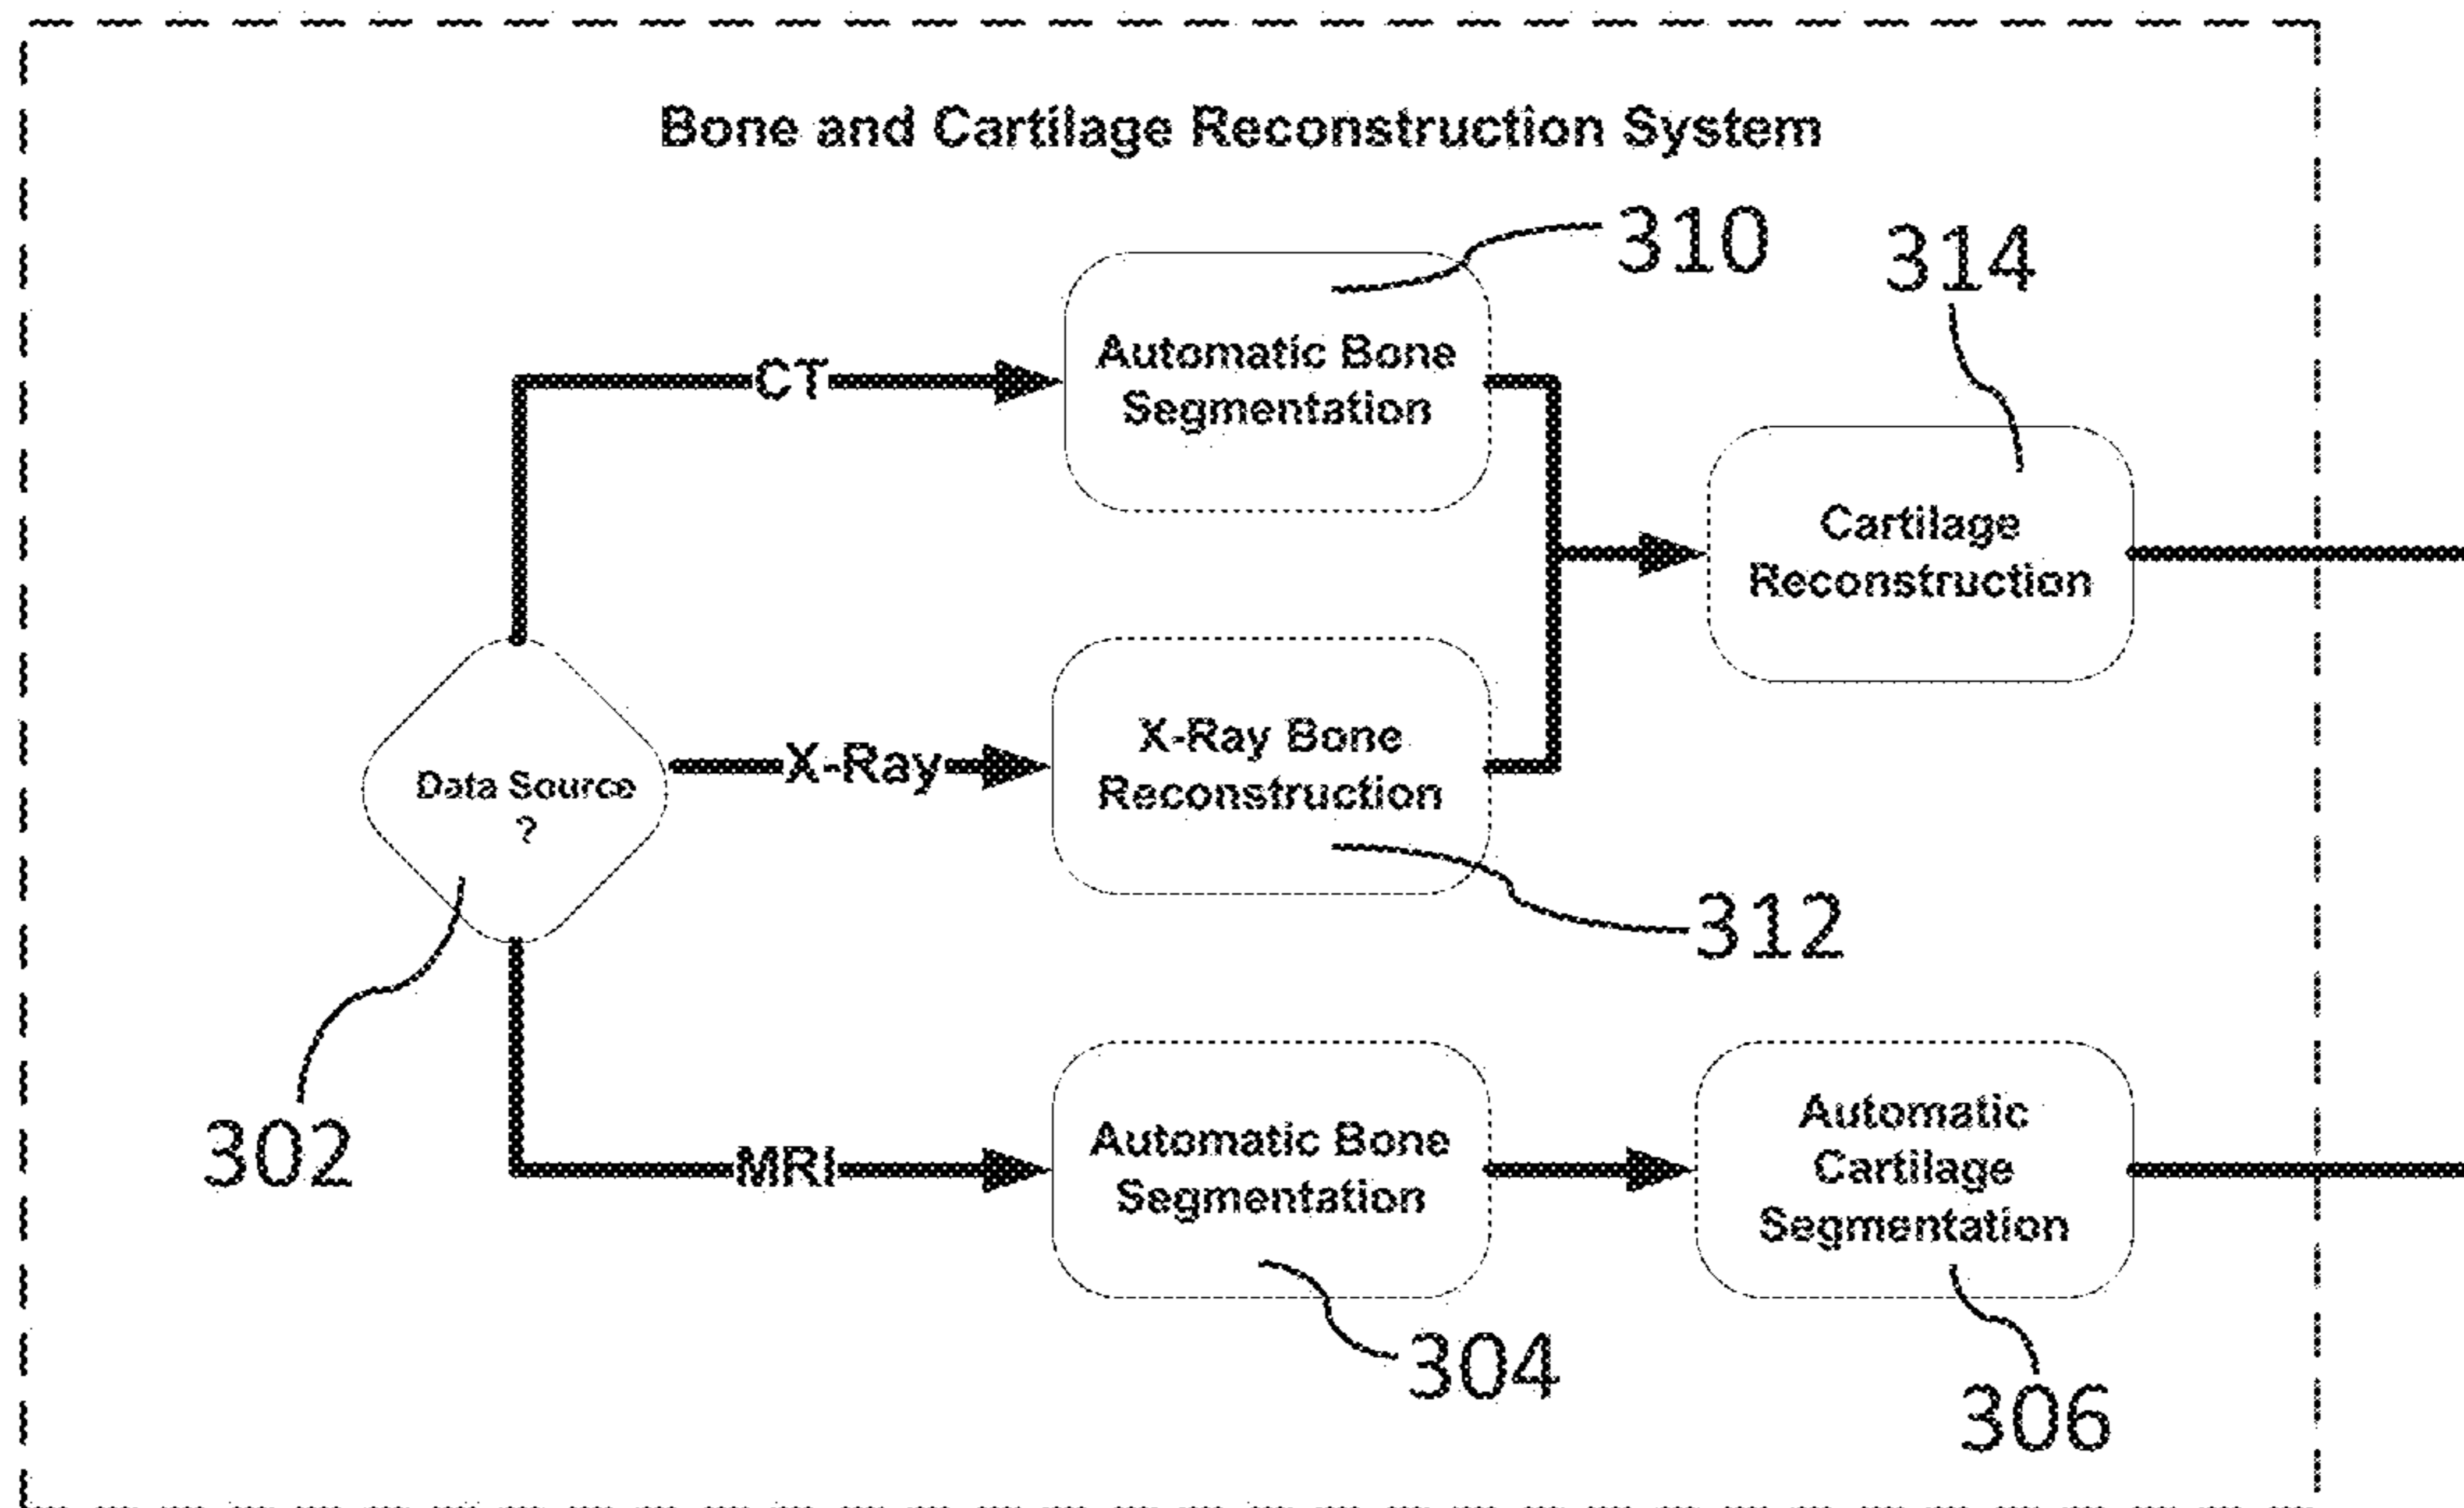 Bone and Cartilage Reconstruction System
310
314
Automatic Bone
Segmentation
CT
Cartilage
Reconstruction
X-Ray Bone
Reconstruction
X-Ray
Data Source
?
312
302
MRI
Automatic Bone
Segmentation
Automatic
Cartilage
Segmentation
304
306